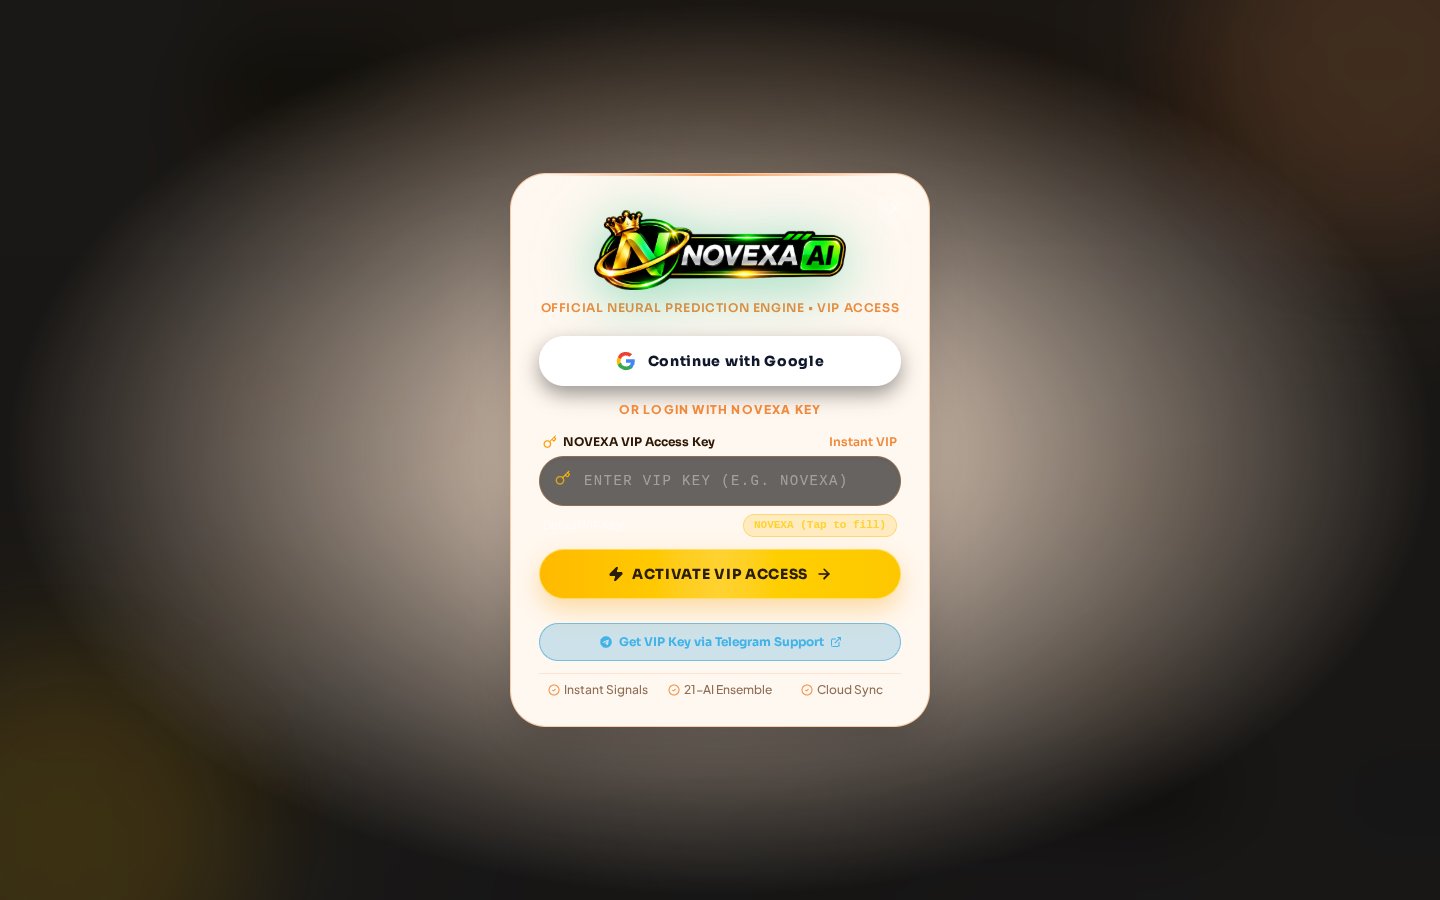 NOVEXA AI
OFFICIAL NEURAL PREDICTION ENGINE • VIP ACCESS
Continue with Google
OR LOGIN WITH NOVEXA KEY
NOVEXA VIP Access Key
Instant VIP
ENTER VIP KEY (E.G. NOVEXA)
NOVEXA (Tap to fill)
ACTIVATE VIP ACCESS
Get VIP Key via Telegram Support
Instant Signals
21-AI Ensemble
Cloud Sync